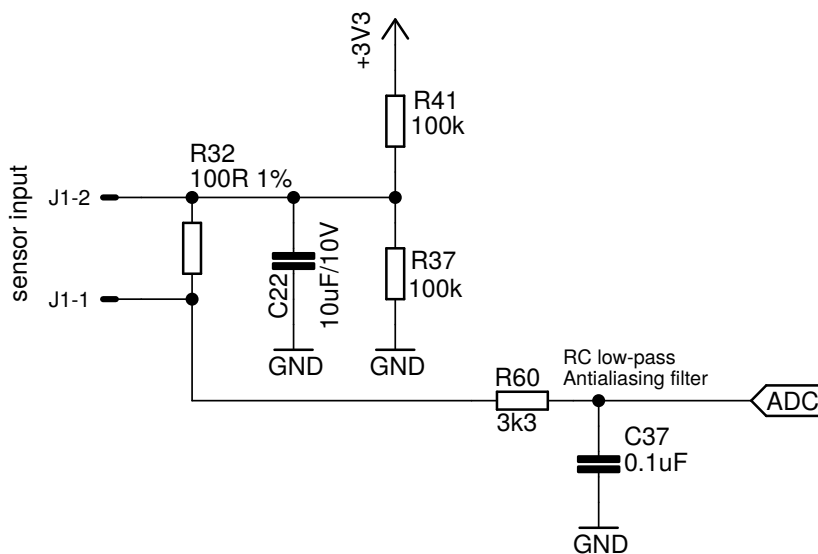 +3V3
R41
100k
R32
100R 1%
sensor input
J1-2
J1-1
C22
10uF/10V
R37
100k
GND
GND
RC low-pass
Antialiasing filter
R60
3k3
ADC
C37
0.1uF
GND